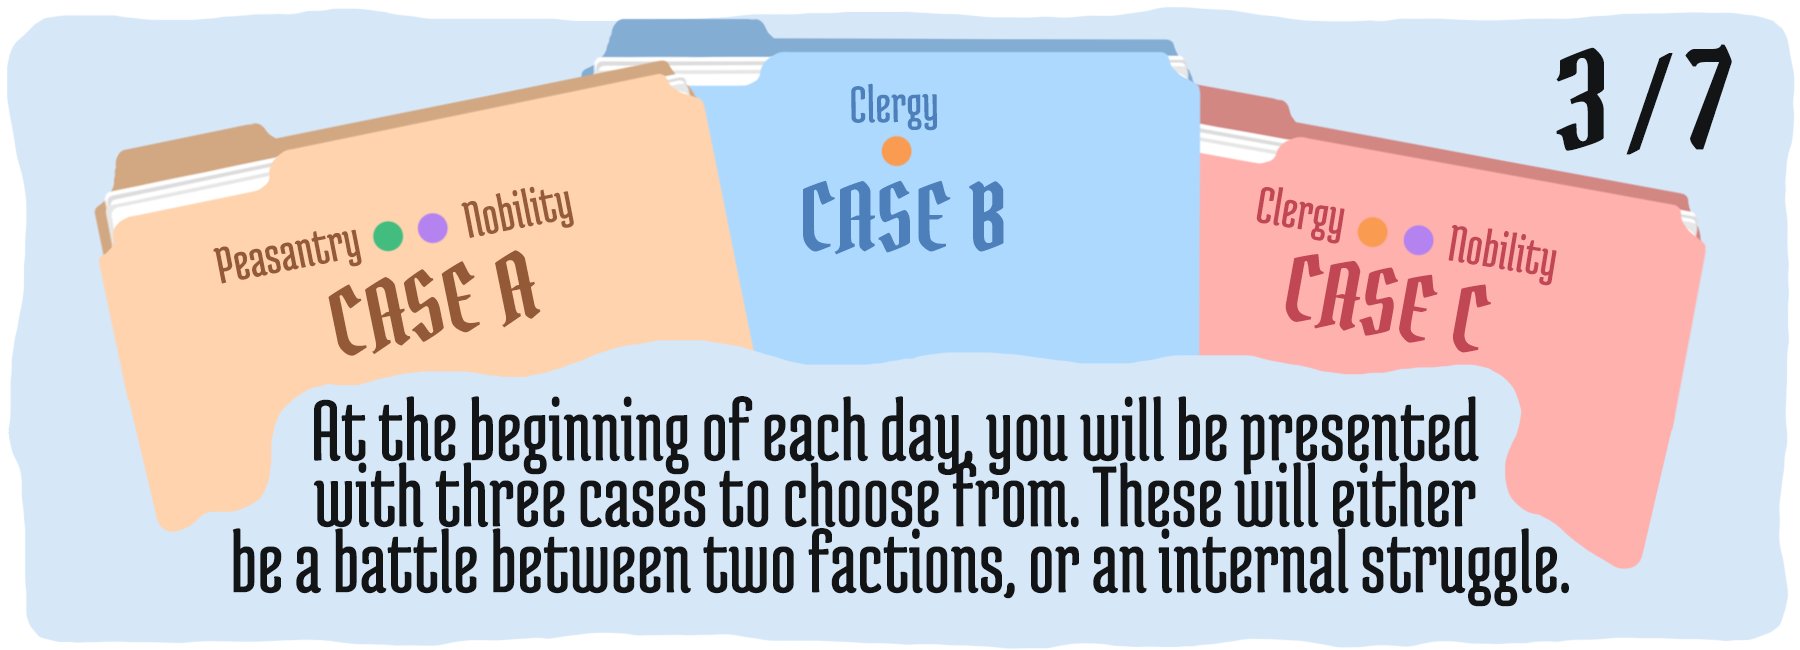 3/7
Peasantry Nobility
CASE A
Clergy
CASE B
Clergy Nobility
CASE C
At the beginning of each day, you will be presented
with three cases to choose from. These will either
be a battle between two factions, or an internal struggle.